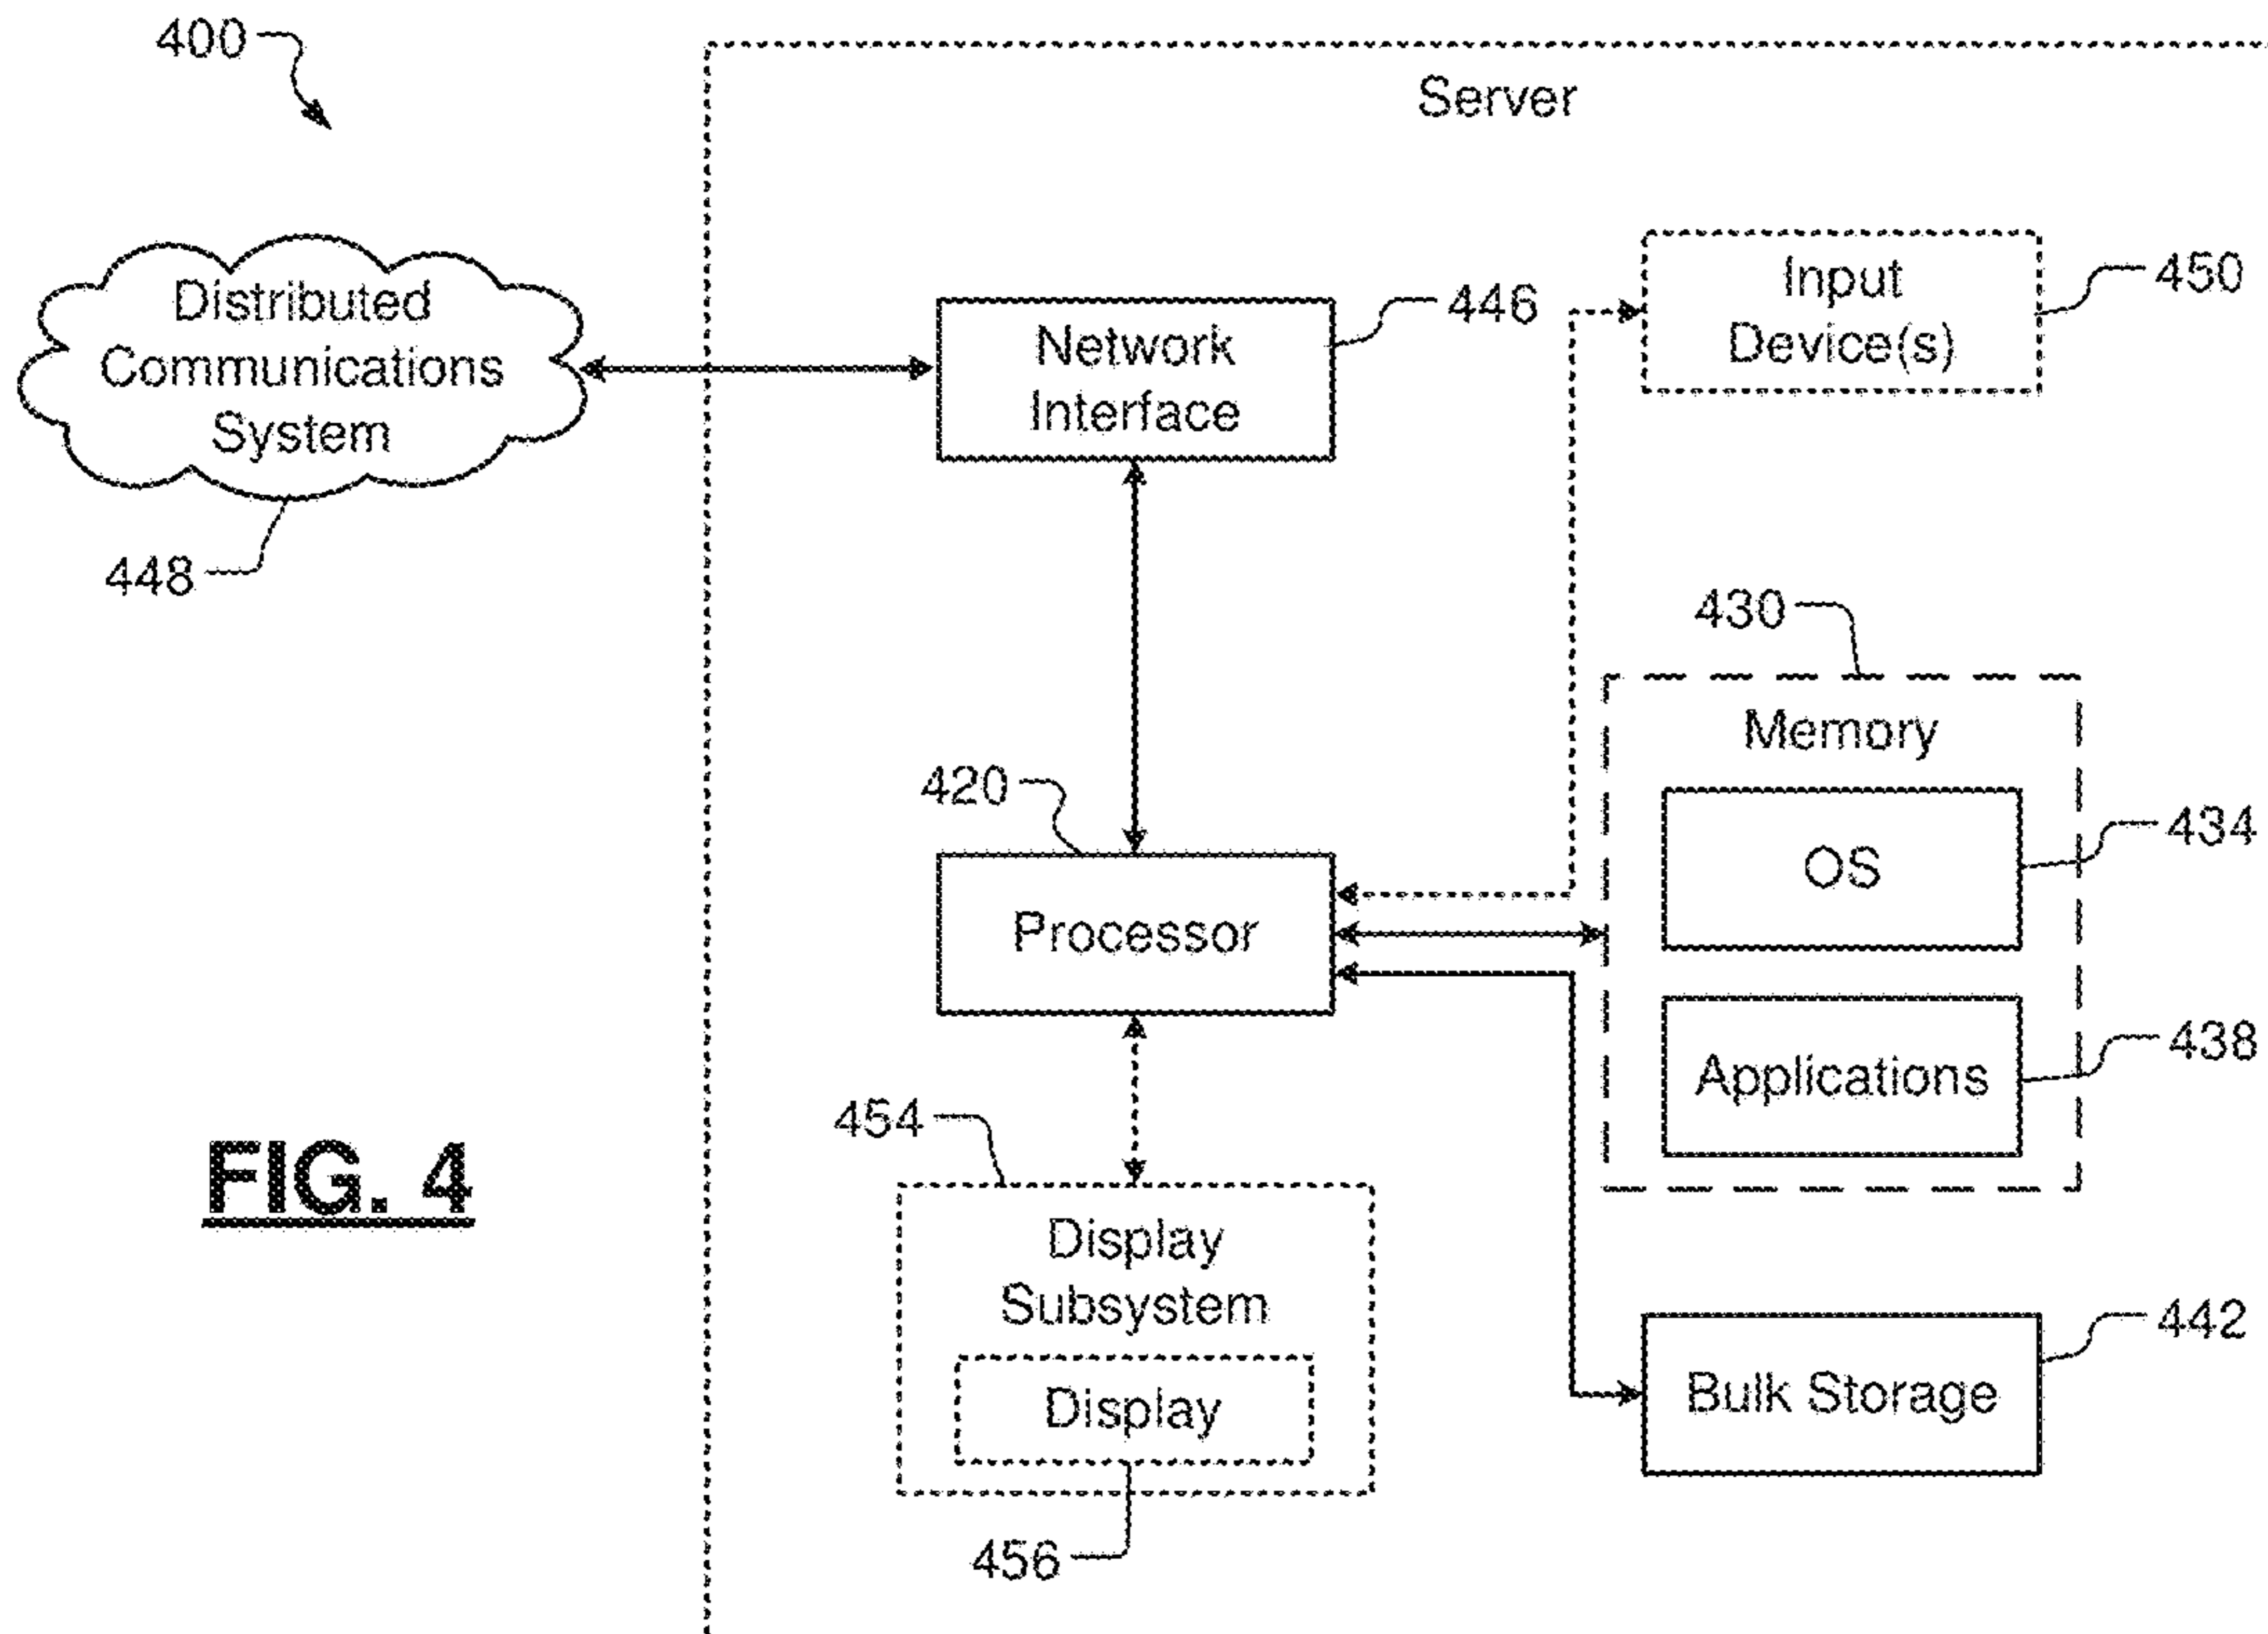 400
Server
Distributed
Communications
System
448
Network
Interface
446
Input
Device(s)
450
430
Memory
OS
434
Applications
438
420
Processor
454
Display
Subsystem
Display
456
Bulk Storage
442
FIG. 4